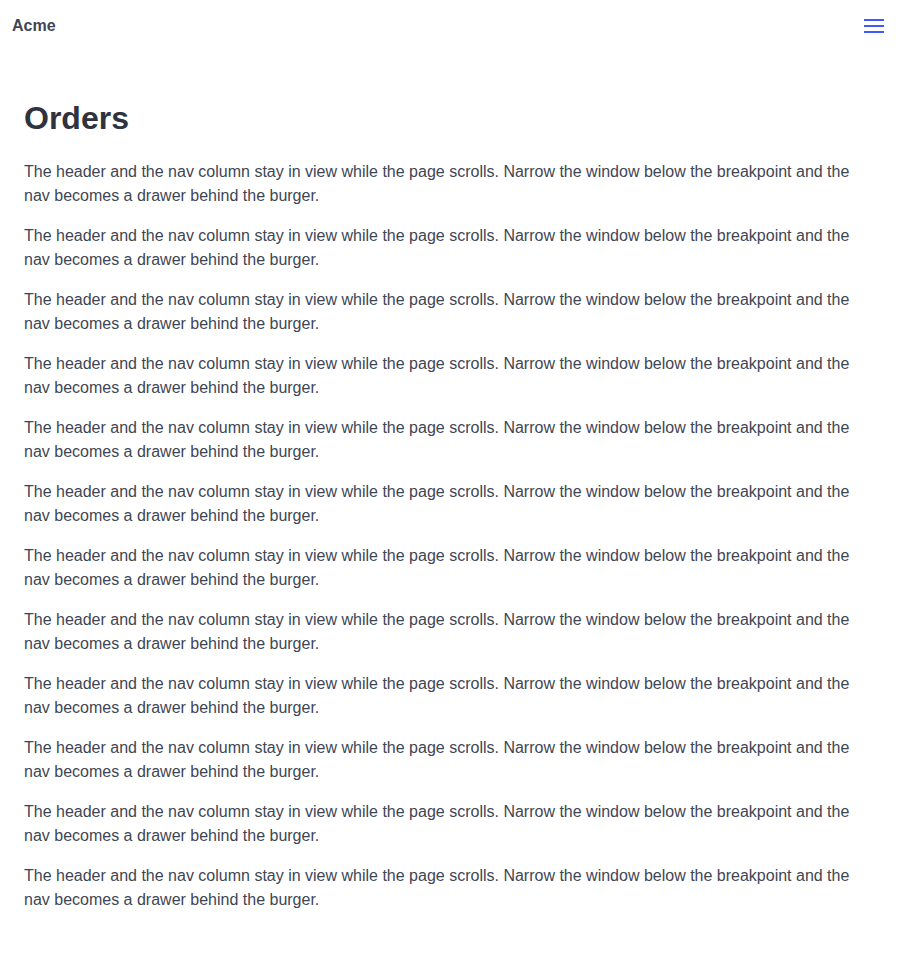 Acme
Orders
The header and the nav column stay in view while the page scrolls. Narrow the window below the breakpoint and the
nav becomes a drawer behind the burger.
The header and the nav column stay in view while the page scrolls. Narrow the window below the breakpoint and the
nav becomes a drawer behind the burger.
The header and the nav column stay in view while the page scrolls. Narrow the window below the breakpoint and the
nav becomes a drawer behind the burger.
The header and the nav column stay in view while the page scrolls. Narrow the window below the breakpoint and the
nav becomes a drawer behind the burger.
The header and the nav column stay in view while the page scrolls. Narrow the window below the breakpoint and the
nav becomes a drawer behind the burger.
The header and the nav column stay in view while the page scrolls. Narrow the window below the breakpoint and the
nav becomes a drawer behind the burger.
The header and the nav column stay in view while the page scrolls. Narrow the window below the breakpoint and the
nav becomes a drawer behind the burger.
The header and the nav column stay in view while the page scrolls. Narrow the window below the breakpoint and the
nav becomes a drawer behind the burger.
The header and the nav column stay in view while the page scrolls. Narrow the window below the breakpoint and the
nav becomes a drawer behind the burger.
The header and the nav column stay in view while the page scrolls. Narrow the window below the breakpoint and the
nav becomes a drawer behind the burger.
The header and the nav column stay in view while the page scrolls. Narrow the window below the breakpoint and the
nav becomes a drawer behind the burger.
The header and the nav column stay in view while the page scrolls. Narrow the window below the breakpoint and the
nav becomes a drawer behind the burger.